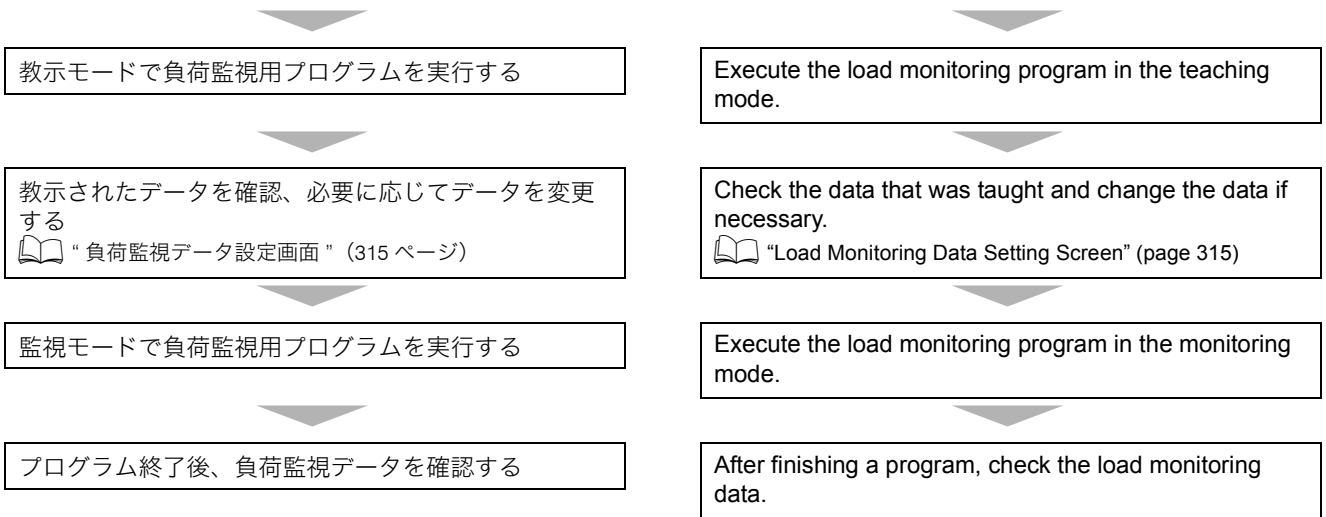 教示モードで負荷監視用プログラムを実行する
Execute the load monitoring program in the teaching
mode.
教示されたデータを確認、必要に応じてデータを変更
する
“ 負荷監視データ設定画面 ”（315 ページ）
Check the data that was taught and change the data if
necessary.
“Load Monitoring Data Setting Screen” (page 315)
監視モードで負荷監視用プログラムを実行する
Execute the load monitoring program in the monitoring
mode.
プログラム終了後、負荷監視データを確認する
After finishing a program, check the load monitoring
data.